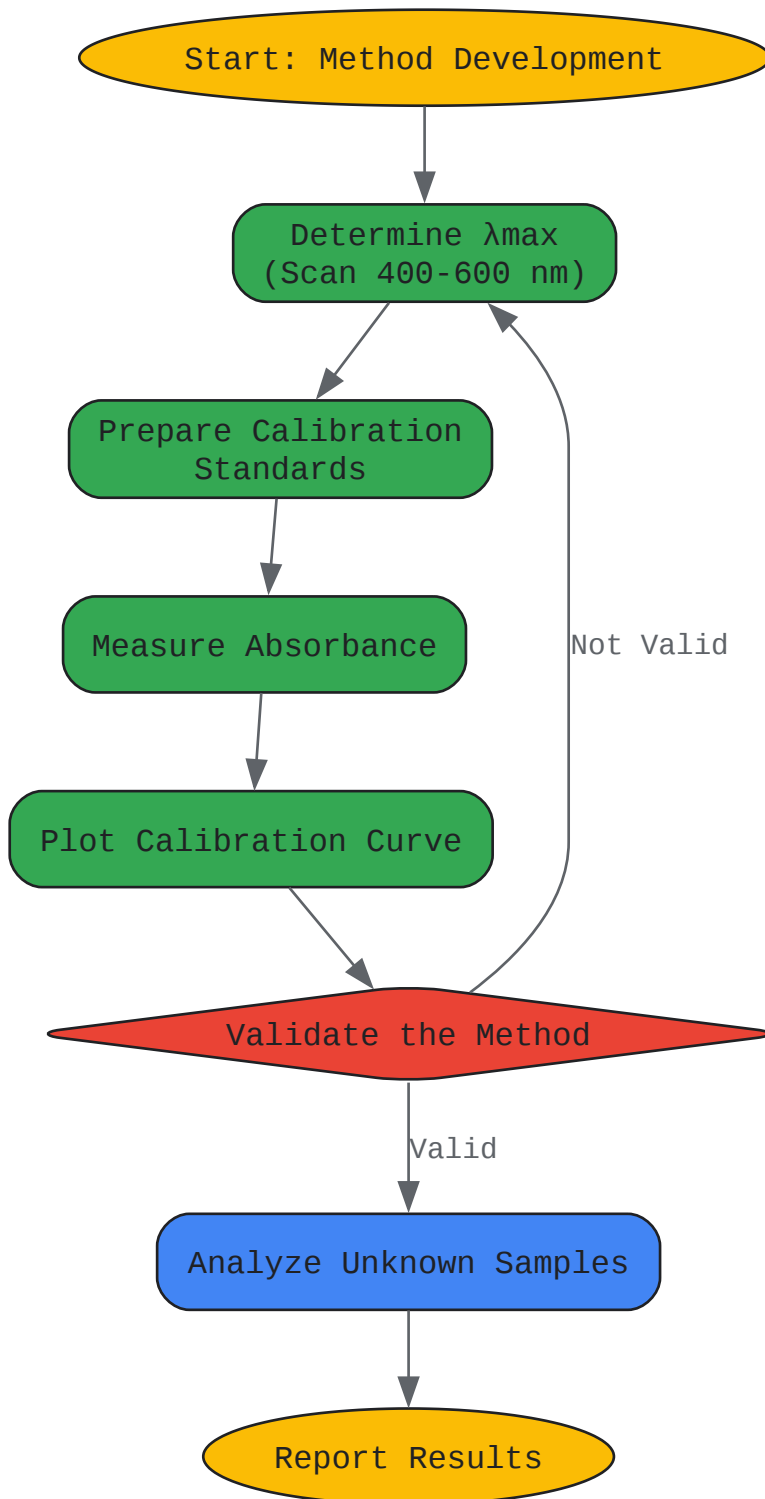 Start: Method Development
Determine λmax
(Scan 400-600 nm)
Prepare Calibration
Standards
Measure Absorbance
Not Valid
Plot Calibration Curve
Validate the Method
Valid
Analyze Unknown Samples
Report Results